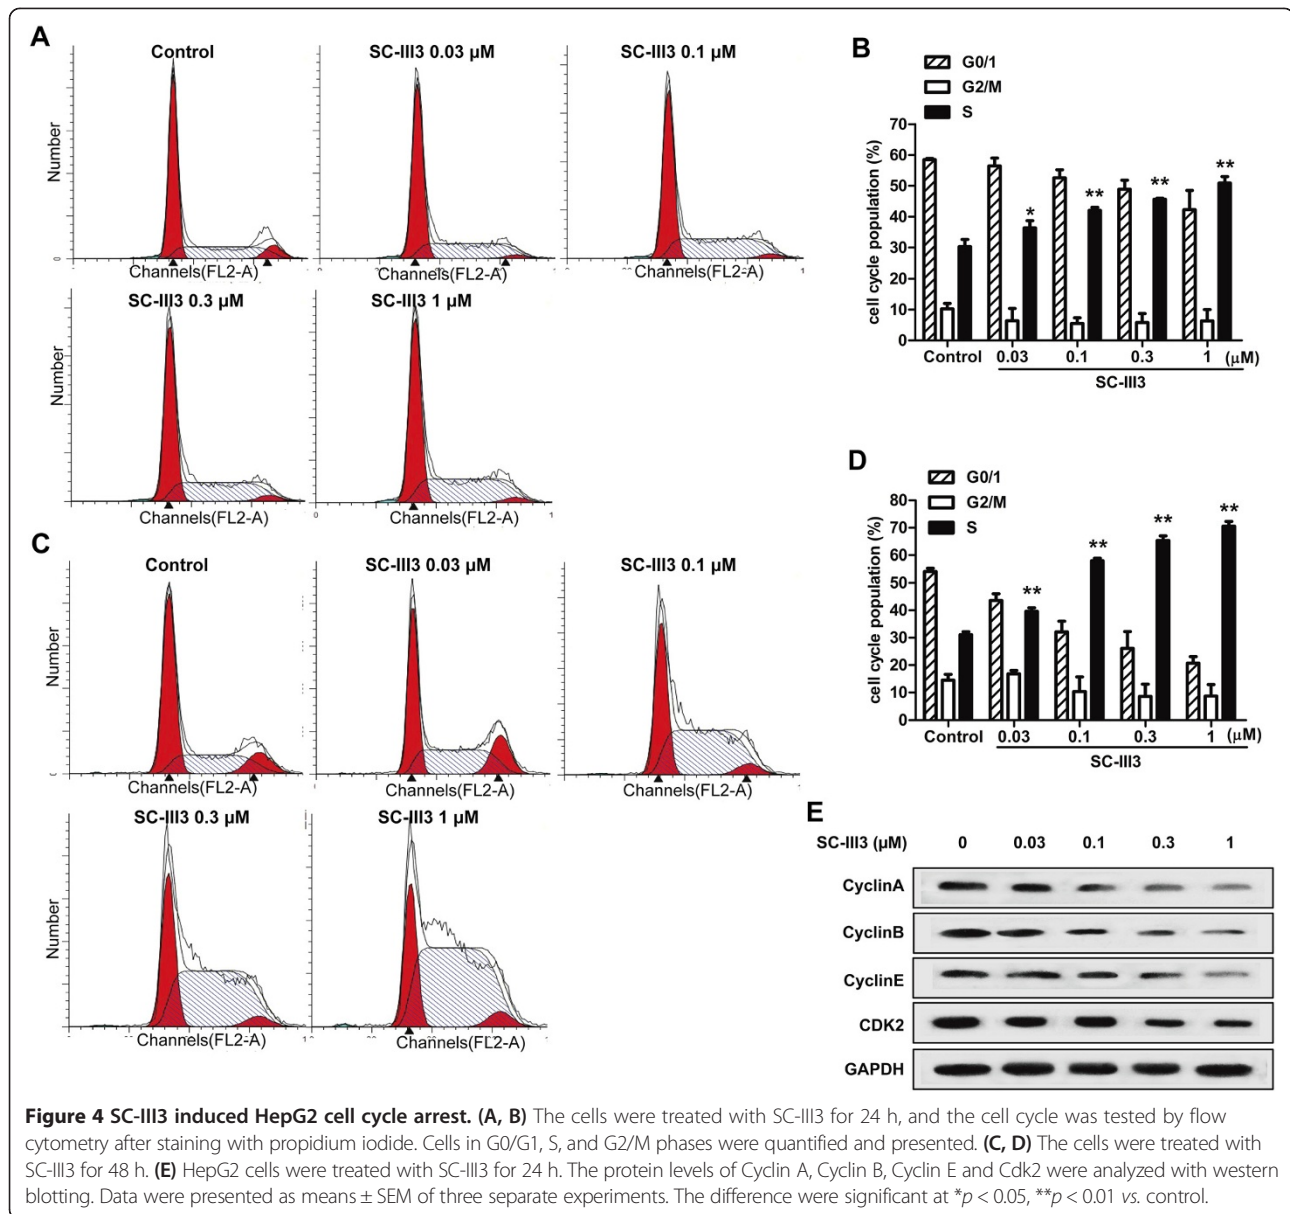 A
Control
SC-III3 0.03 µM
SC-III3 0.1 µM
Number
Channels(FL2-A)
Channels(FL2-A)
Channels(FL2-A)
SC-III3 0.3 µM
SC-III3 1 µM
Number
Channels(FL2-A)
Channels(FL2-A)
B
G0/1
G2/M
S
cell cycle population (%)
70
60
50
40
30
20
10
0
* ** ** **
Control 0.03 0.1 0.3 1 (µM)
SC-III3
C
Control
SC-III3 0.03 µM
SC-III3 0.1 µM
Number
Channels(FL2-A)
Channels(FL2-A)
Channels(FL2-A)
SC-III3 0.3 µM
SC-III3 1 µM
Number
Channels(FL2-A)
Channels(FL2-A)
D
G0/1
G2/M
S
cell cycle population (%)
80
70
60
50
40
30
20
10
0
** ** ** **
Control 0.03 0.1 0.3 1 (µM)
SC-III3
E
SC-III3 (µM) 0 0.03 0.1 0.3 1
CyclinA
CyclinB
CyclinE
CDK2
GAPDH
Figure 4 SC-III3 induced HepG2 cell cycle arrest. (A, B) The cells were treated with SC-III3 for 24 h, and the cell cycle was tested by flow
cytometry after staining with propidium iodide. Cells in G0/G1, S, and G2/M phases were quantified and presented. (C, D) The cells were treated with
SC-III3 for 48 h. (E) HepG2 cells were treated with SC-III3 for 24 h. The protein levels of Cyclin A, Cyclin B, Cyclin E and Cdk2 were analyzed with western
blotting. Data were presented as means ± SEM of three separate experiments. The difference were significant at *p < 0.05, **p < 0.01 vs. control.